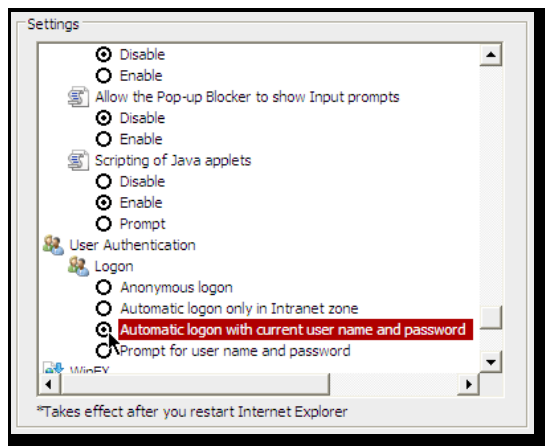 Settings
Disable
Enable
Allow the Pop-up Blocker to show Input prompts
Disable
Enable
Scripting of Java applets
Disable
Enable
Prompt
User Authentication
Logon
Anonymous logon
Automatic logon only in Intranet zone
Automatic logon with current user name and password
Prompt for user name and password
WinFX
*Takes effect after you restart Internet Explorer